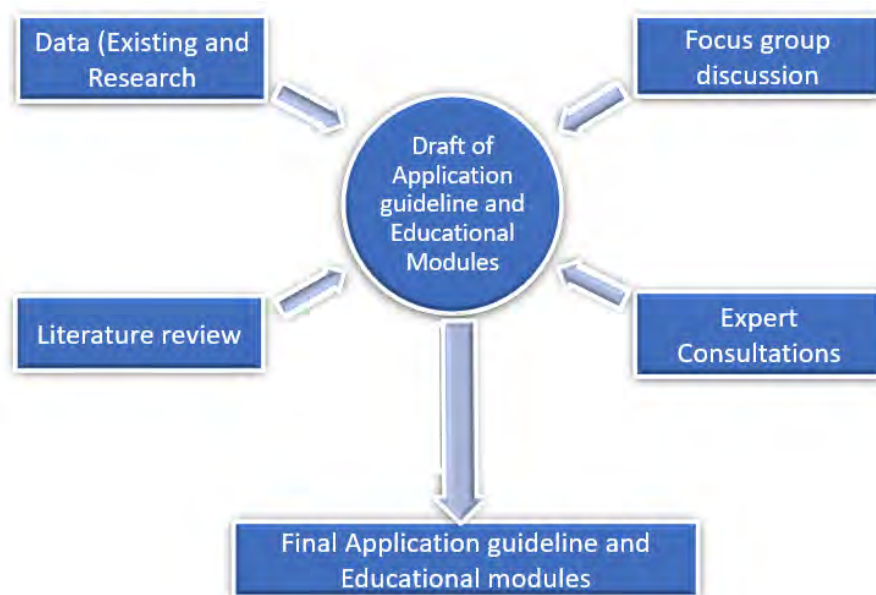 Data (Existing and
Research
Focus group
discussion
Draft of
Application
guideline and
Educational
Modules
Literature review
Expert
Consultations
Final Application guideline and
Educational modules